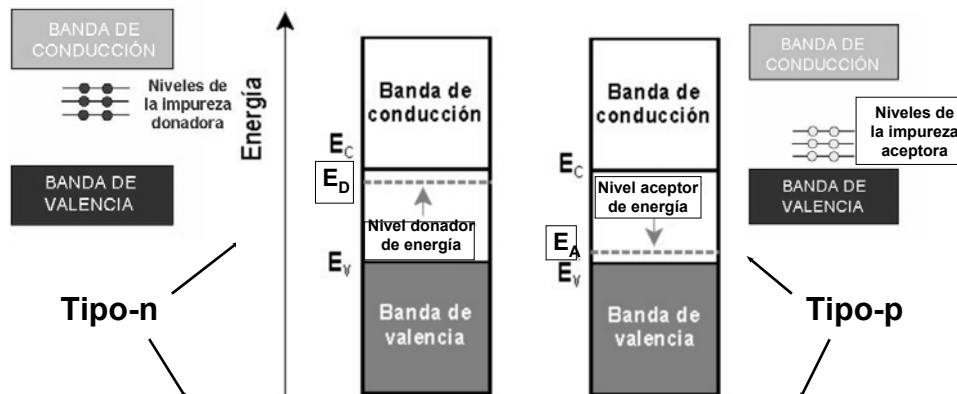 BANDA DE
CONDUCCIÓN
Niveles de
la impureza
donadora
BANDA DE
VALENCIA
Tipo-n
Energía
Banda de
conducción
E_C
E_D
Nivel donador
de energía
E_V
Banda de
valencia
Banda de
conducción
E_C
Nivel aceptor
de energía
E_A
E_V
Banda de
valencia
BANDA DE
CONDUCCIÓN
Niveles de
la impureza
aceptora
BANDA DE
VALENCIA
Tipo-p